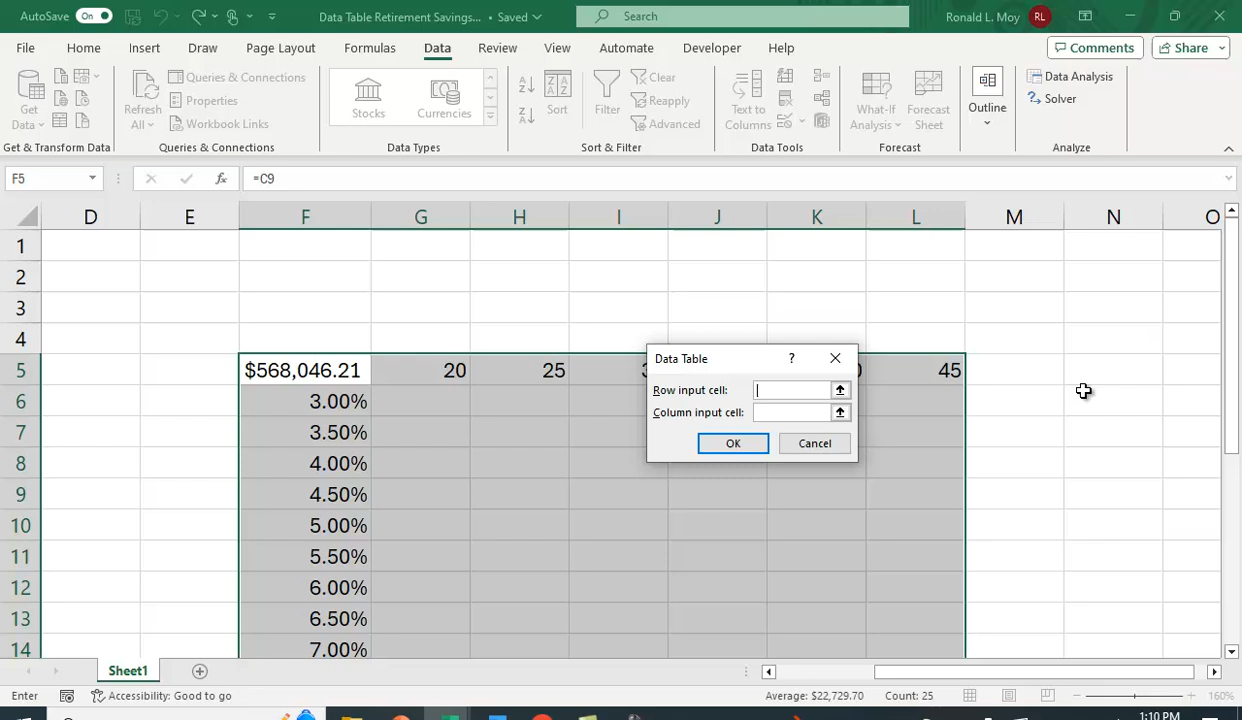 AutoSave On Data Table Retirement Savings... • Saved Search Ronald L. Moy RL
File Home Insert Draw Page Layout Formulas Data Review View Automate Developer Help Comments Share
Get Data Refresh All Queries & Connections Properties Workbook Links Stocks Currencies Sort Filter Clear Reapply Advanced Text to Columns What-If Analysis Forecast Sheet Outline Data Analysis Solver
Get & Transform Data Queries & Connections Data Types Sort & Filter Data Tools Forecast Analyze
F5 fx =C9
D E F G H I J K L M N O
1
2
3
4
5 $568,046.21 20 25 45
Data Table ?
Row input cell:
Column input cell:
OK Cancel
6 3.00%
7 3.50%
8 4.00%
9 4.50%
10 5.00%
11 5.50%
12 6.00%
13 6.50%
14 7.00%
Sheet1
Enter Accessibility: Good to go Average: $22,729.70 Count: 25 160%
1:10 PM